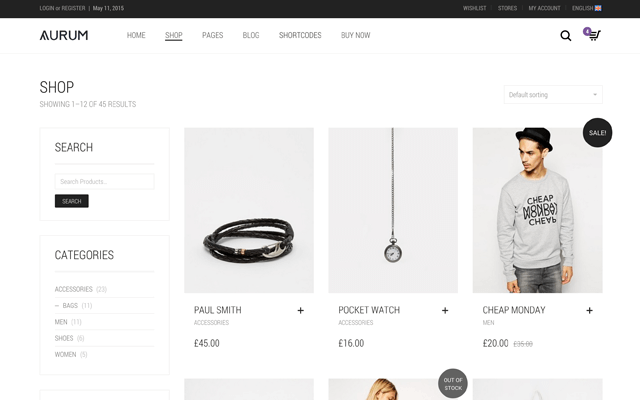 LOGIN or REGISTER | May 11, 2015
WISHLIST | STORES | MY ACCOUNT | ENGLISH
AURUM
HOME SHOP PAGES BLOG SHORTCODES BUY NOW
SHOP
SHOWING 1–12 OF 45 RESULTS
Default sorting
SEARCH
Search Products...
SEARCH
CATEGORIES
ACCESSORIES (23)
— BAGS (11)
MEN (11)
SHOES (6)
WOMEN (5)
SALE!
CHEAP
MONDAY
MONDAY
CHEAP
PAUL SMITH +
ACCESSORIES
£45.00
POCKET WATCH +
ACCESSORIES
£16.00
CHEAP MONDAY +
MEN
£20.00 £35.00
OUT OF
STOCK